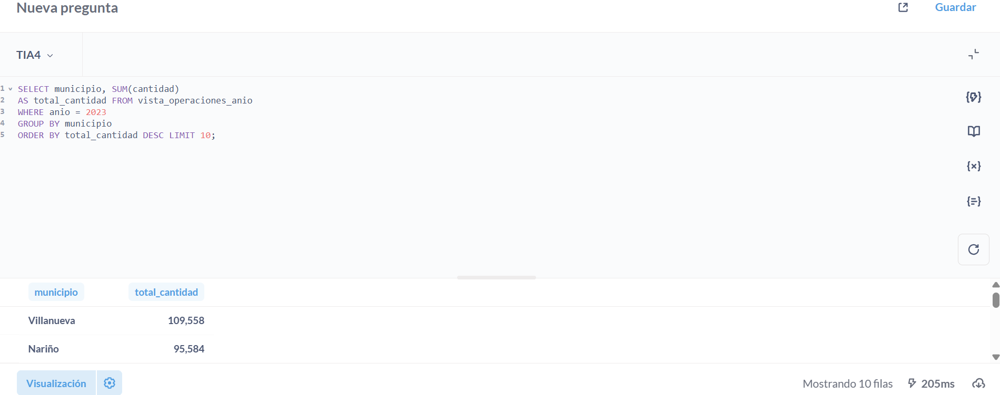 Nueva pregunta
Guardar
TIA4
1 SELECT municipio, SUM(cantidad)
2 AS total_cantidad FROM vista_operaciones_anio
3 WHERE anio = 2023
4 GROUP BY municipio
5 ORDER BY total_cantidad DESC LIMIT 10;
municipio total_cantidad
Villanueva 109,558
Nariño 95,584
Visualización
Mostrando 10 filas 205ms